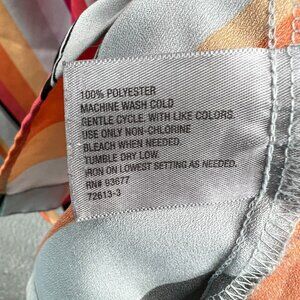 100% POLYESTER
MACHINE WASH COLD
GENTLE CYCLE. WITH LIKE COLORS.
USE ONLY NON-CHLORINE
BLEACH WHEN NEEDED.
TUMBLE DRY LOW.
IRON ON LOWEST SETTING AS NEEDED.
RN# 93677
72613-3